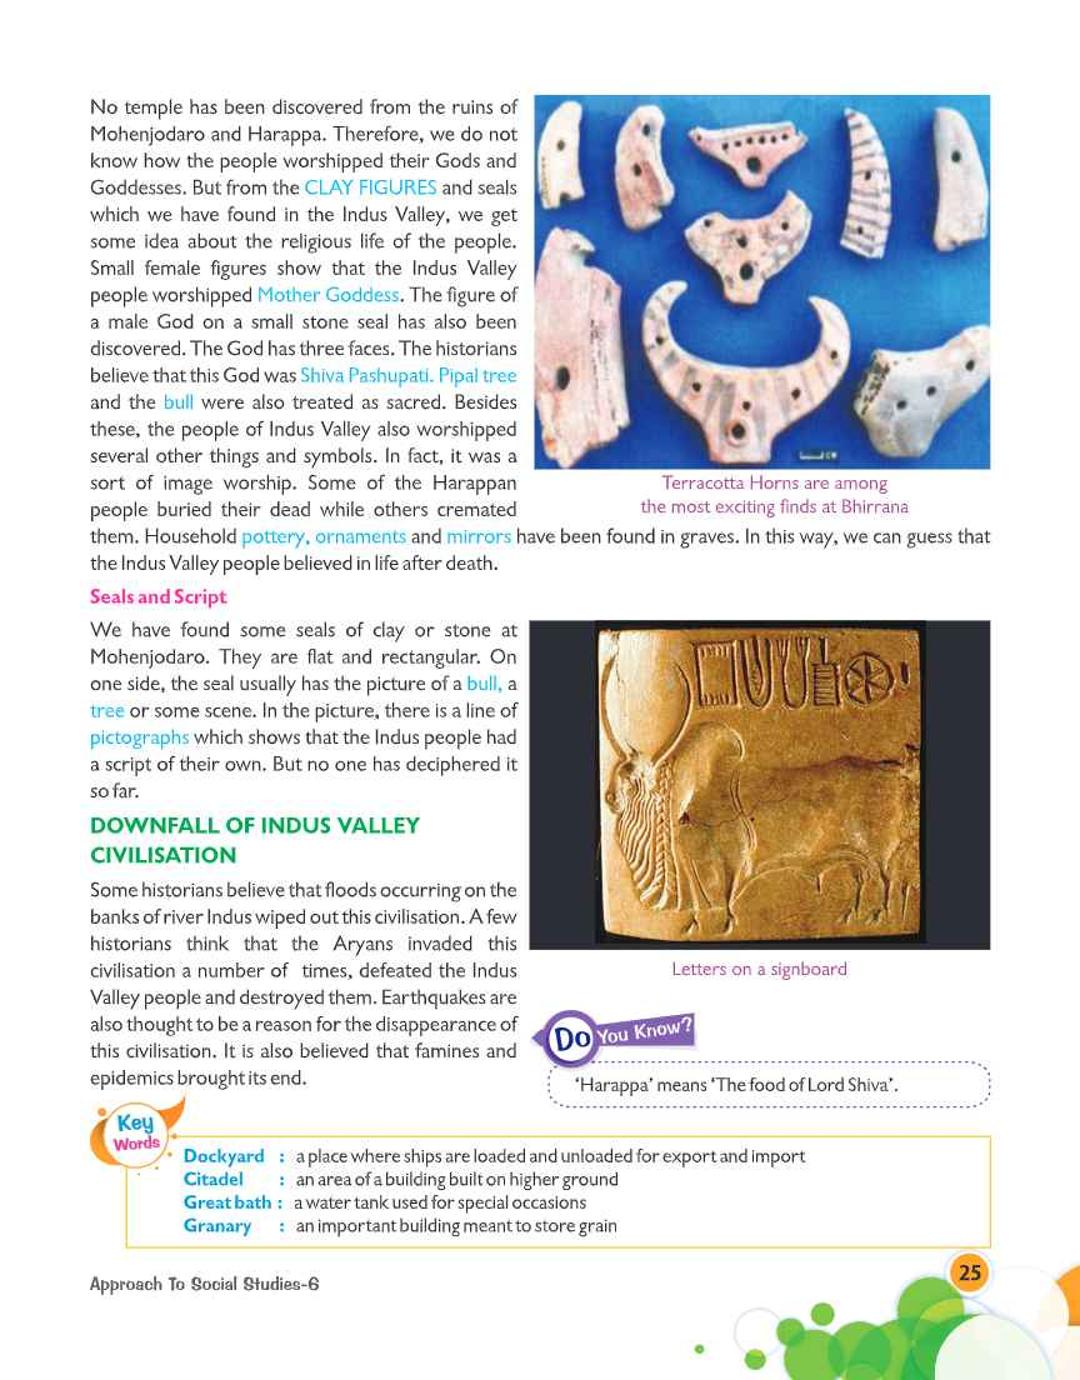 No temple has been discovered from the ruins of
Mohenjodaro and Harappa. Therefore, we do not
know how the people worshipped their Gods and
Goddesses. But from the CLAY FIGURES and seals
which we have found in the Indus Valley, we get
some idea about the religious life of the people.
Small female figures show that the Indus Valley
people worshipped Mother Goddess. The figure of
a male God on a small stone seal has also been
discovered. The God has three faces. The historians
believe that this God was Shiva Pashupati. Pipal tree
and the bull were also treated as sacred. Besides
these, the people of Indus Valley also worshipped
several other things and symbols. In fact, it was a
sort of image worship. Some of the Harappan
people buried their dead while others cremated
them. Household pottery, ornaments and mirrors have been found in graves. In this way, we can guess that
the Indus Valley people believed in life after death.
Terracotta Horns are among
the most exciting finds at Bhirrana
Seals and Script
We have found some seals of clay or stone at
Mohenjodaro. They are flat and rectangular. On
one side, the seal usually has the picture of a bull, a
tree or some scene. In the picture, there is a line of
pictographs which shows that the Indus people had
a script of their own. But no one has deciphered it
so far.
DOWNFALL OF INDUS VALLEY
CIVILISATION
Some historians believe that floods occurring on the
banks of river Indus wiped out this civilisation. A few
historians think that the Aryans invaded this
civilisation a number of times, defeated the Indus
Valley people and destroyed them. Earthquakes are
also thought to be a reason for the disappearance of
this civilisation. It is also believed that famines and
epidemics brought its end.
Letters on a signboard
Do You Know?
'Harappa' means 'The food of Lord Shiva'.
Key
Words
Dockyard : a place where ships are loaded and unloaded for export and import
Citadel : an area of a building built on higher ground
Great bath : a water tank used for special occasions
Granary : an important building meant to store grain
Approach To Social Studies-6
25